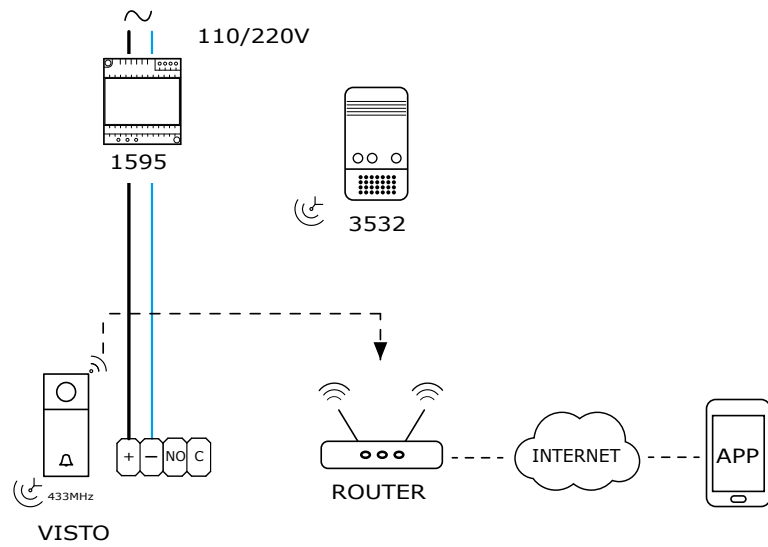 110/220V
1595
3532
+ − NO C
433MHz
VISTO
ROUTER
INTERNET
APP